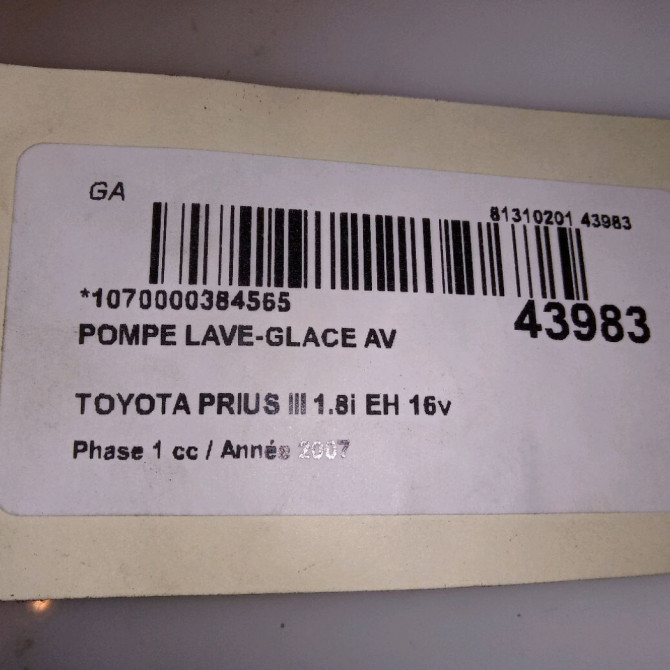 GA
81310201 43983
*1070000384565
43983
POMPE LAVE-GLACE AV
TOYOTA PRIUS III 1.8i EH 16v
Phase 1 cc / Année 2007